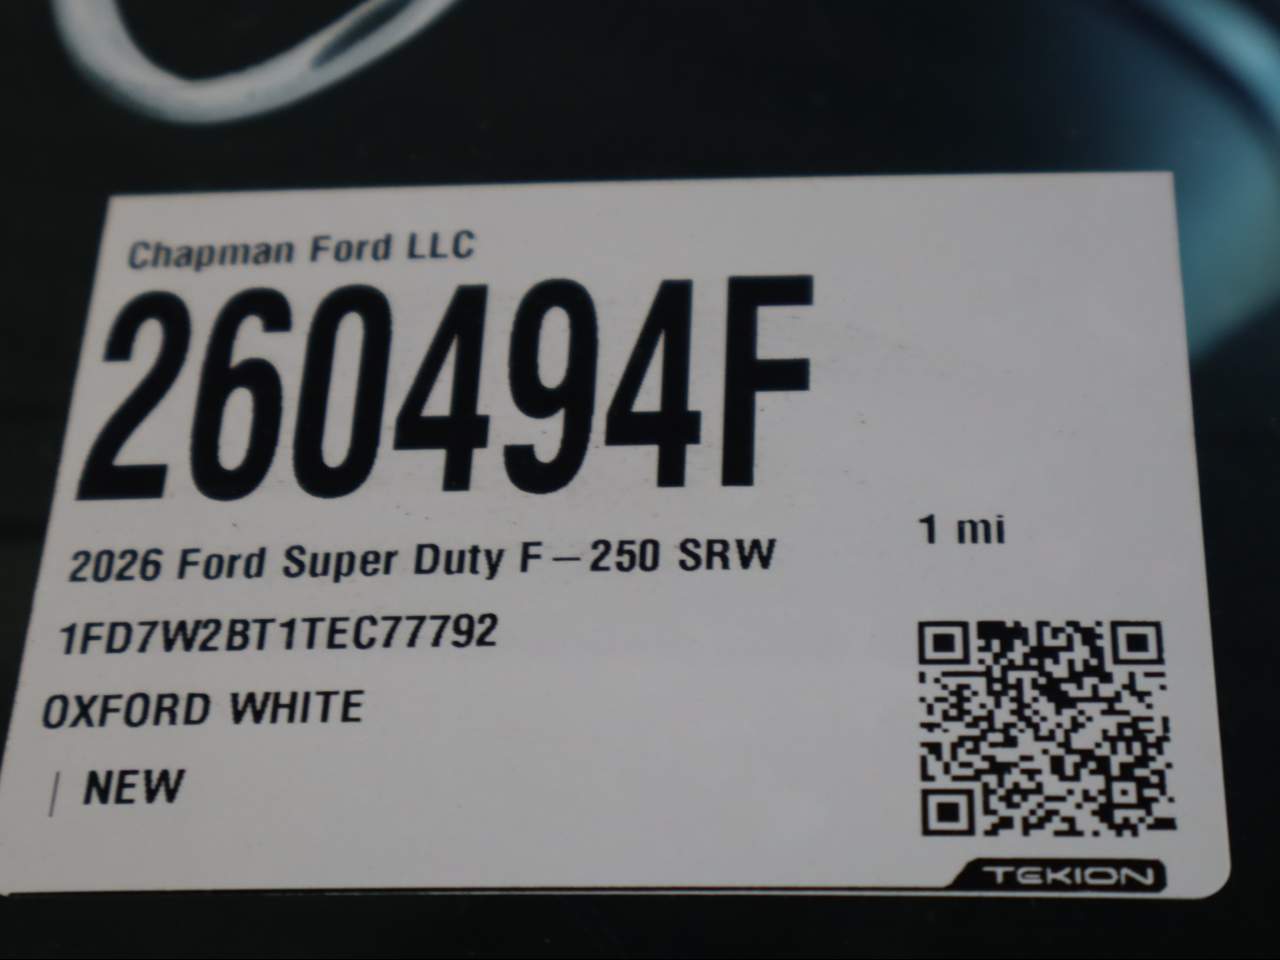 Chapman Ford LLC
260494F
2026 Ford Super Duty F-250 SRW
1 mi
1FD7W2BT1TEC77792
OXFORD WHITE
| NEW
TEKION